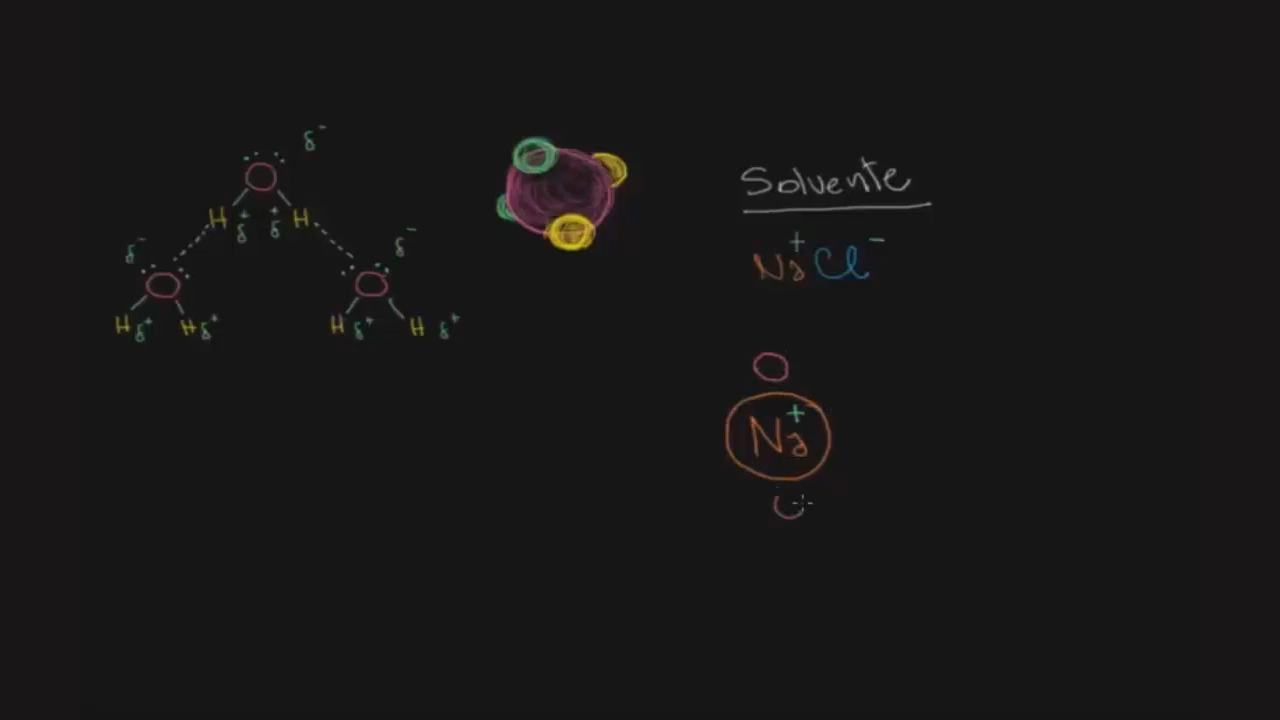 δ⁻
O
H δ⁺ δ⁺ H
δ⁻ δ⁻
O O
H δ⁺ H δ⁺ H δ⁺ H δ⁺
Solvente
Na⁺ Cl⁻
O
Na⁺